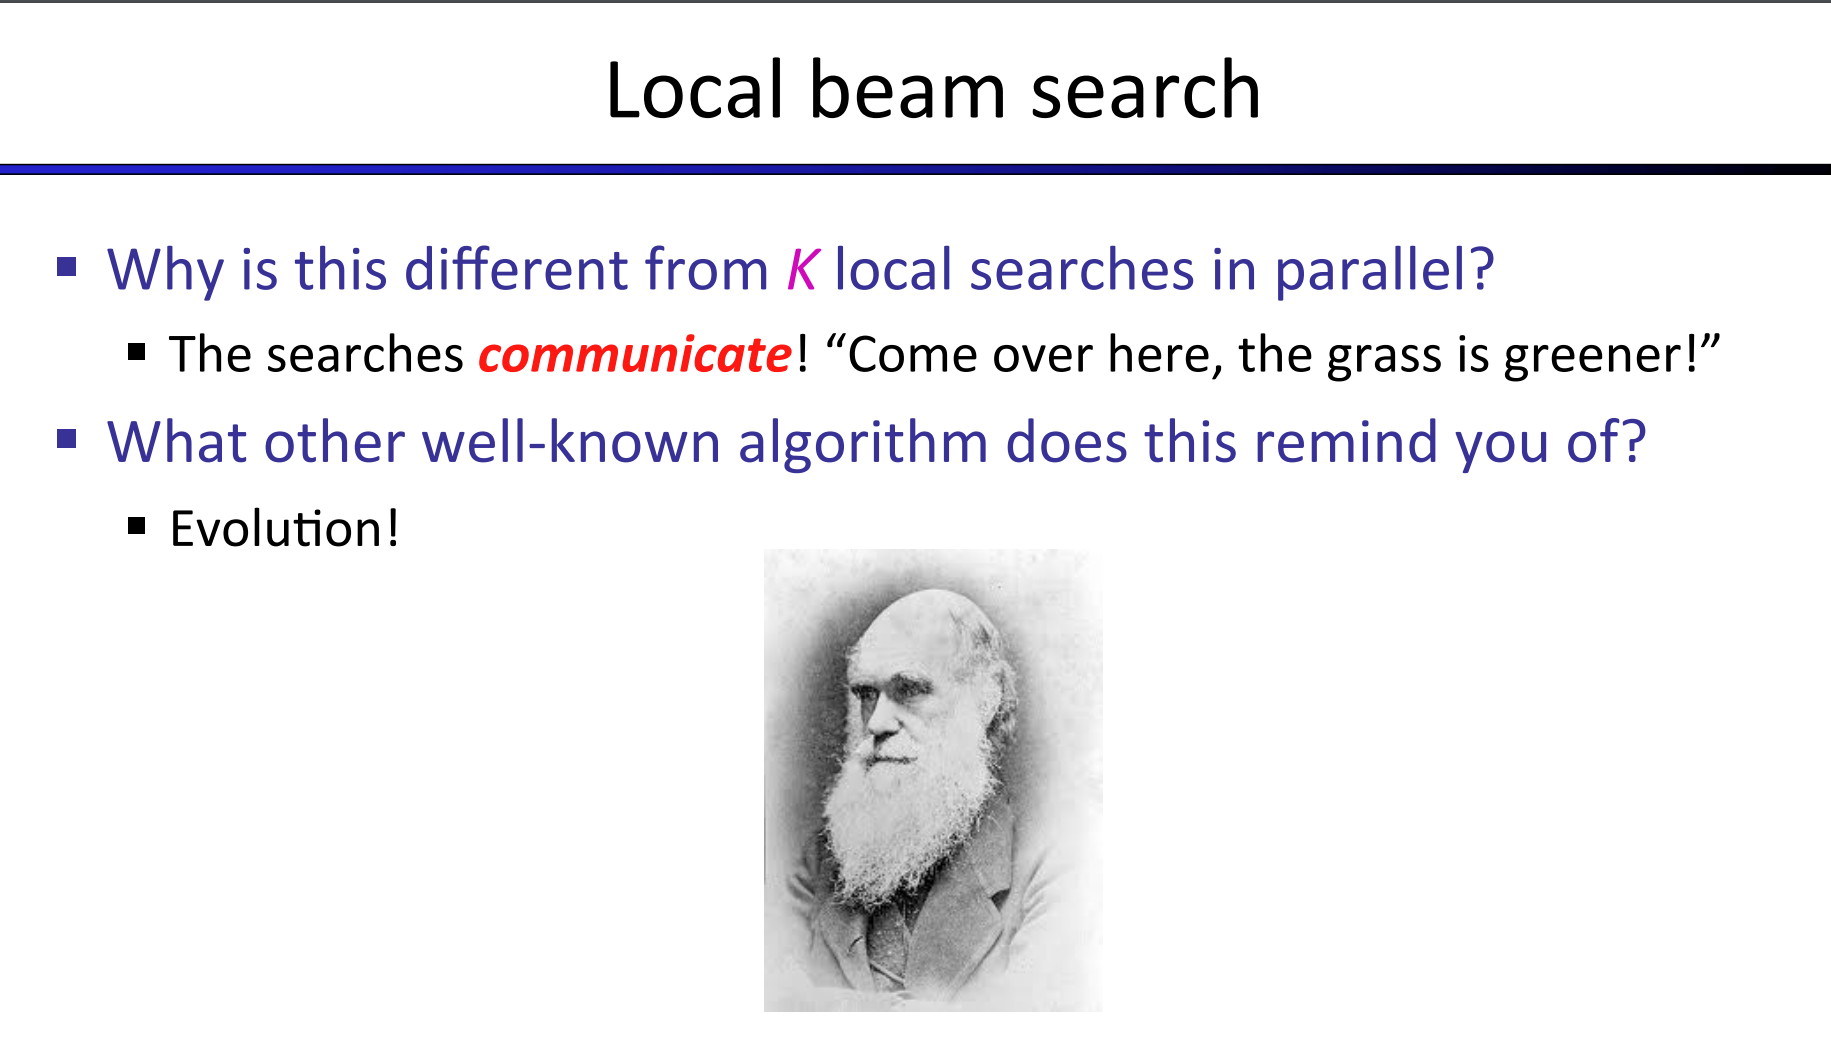 Local beam search
Why is this different from K local searches in parallel?
The searches communicate! “Come over here, the grass is greener!”
What other well-known algorithm does this remind you of?
Evolution!